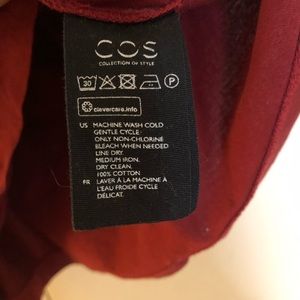 COS
COLLECTION OF STYLE
30 P
clevercare.info
US MACHINE WASH COLD
GENTLE CYCLE·
ONLY NON-CHLORINE
BLEACH WHEN NEEDED
LINE DRY.
MEDIUM IRON.
DRY CLEAN.
100% COTTON
FR LAVER À LA MACHINE À
L'EAU FROIDE CYCLE
DÉLICAT.